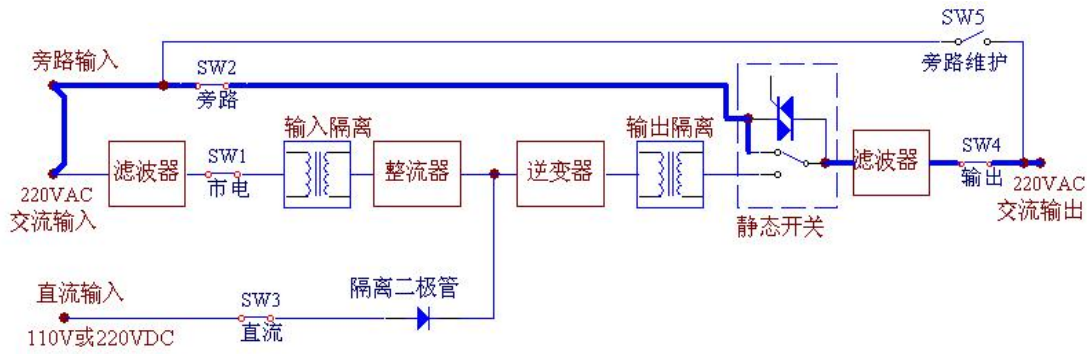 SW5
旁路维护
旁路输入
SW2
旁路
输入隔离
输出隔离
滤波器
SW1
市电
整流器
逆变器
滤波器
SW4
输出
220VAC
交流输入
220VAC
交流输出
静态开关
直流输入
SW3
直流
隔离二极管
110V或220VDC